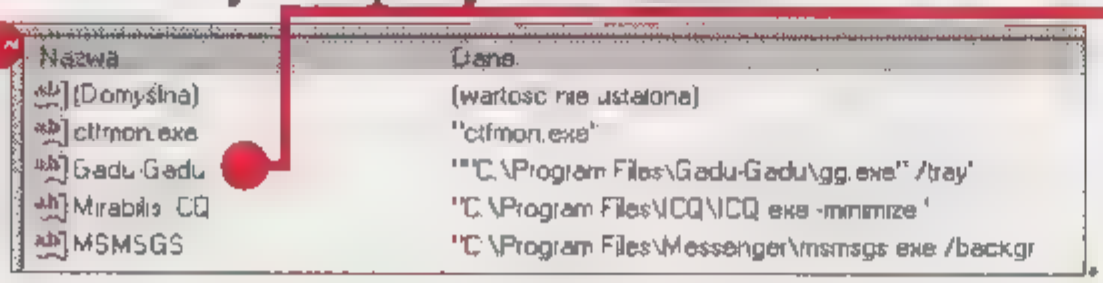 Nazwa Dane
(Domyślna) (wartość nie ustalona)
ctfmon.exe "ctfmon.exe"
Gadu-Gadu ""C:\Program Files\Gadu-Gadu\gg.exe" /tray"
Mirabilis ICQ "C:\Program Files\ICQ\ICQ.exe -minimize"
MSMSGS "C:\Program Files\Messenger\msmsgs.exe /backgr